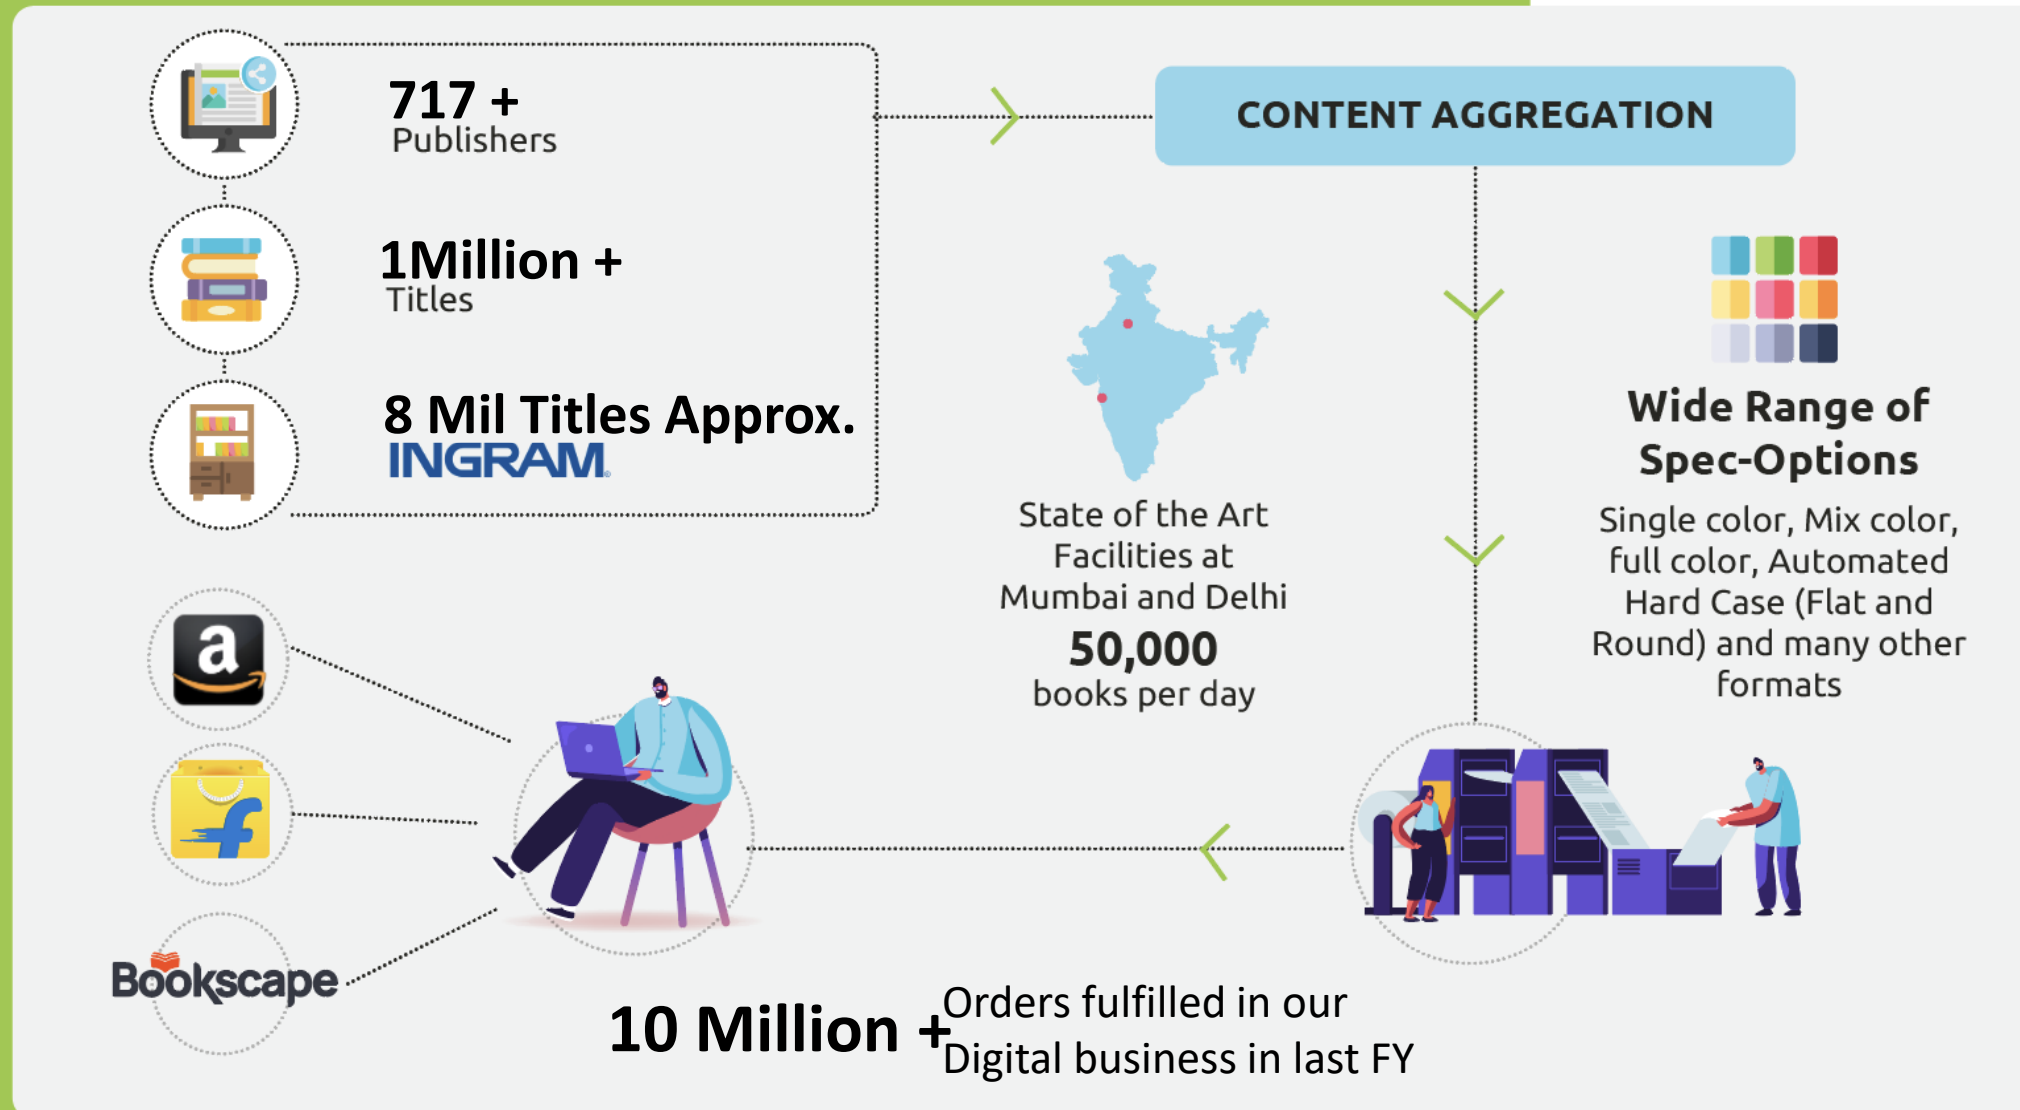 717 +
Publishers
1Million +
Titles
8 Mil Titles Approx.
INGRAM®
CONTENT AGGREGATION
State of the Art
Facilities at
Mumbai and Delhi
50,000
books per day
Wide Range of
Spec-Options
Single color, Mix color,
full color, Automated
Hard Case (Flat and
Round) and many other
formats
a
f
Bookscape
10 Million +
Orders fulfilled in our
Digital business in last FY